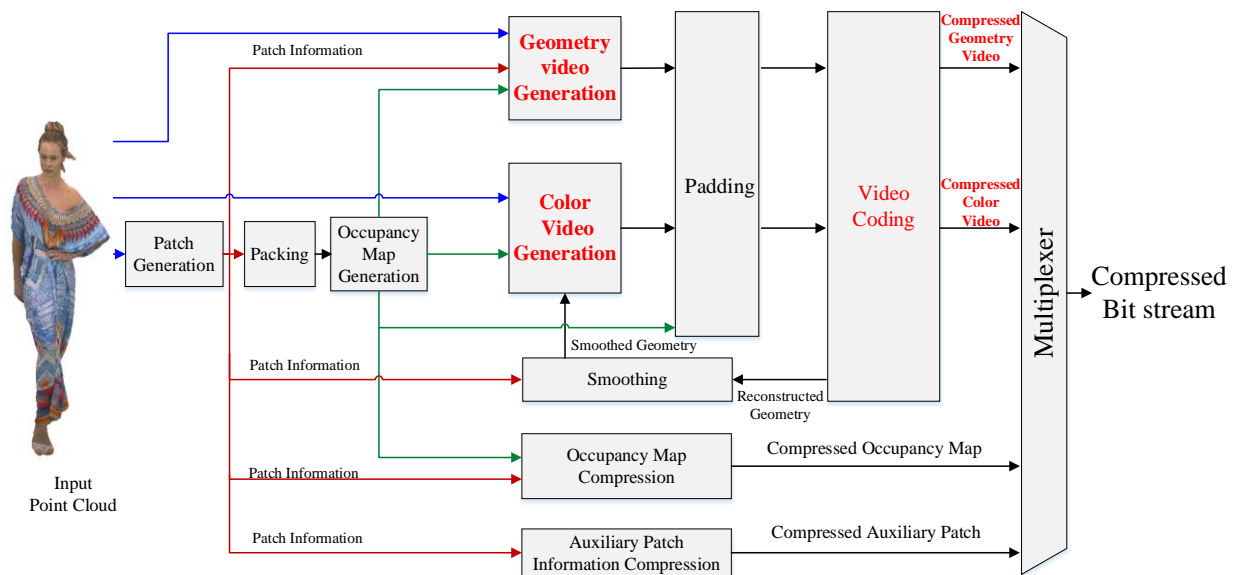 Patch Information
Geometry
video
Generation
Compressed
Geometry
Video
Padding
Video
Coding
Compressed
Color
Video
Color
Video
Generation
Patch
Generation
Packing
Occupancy
Map
Generation
Multiplexer
Compressed
Bit stream
Smoothed Geometry
Patch Information
Smoothing
Reconstructed
Geometry
Occupancy Map
Compression
Compressed Occupancy Map
Patch Information
Input
Point Cloud
Patch Information
Auxiliary Patch
Information Compression
Compressed Auxiliary Patch